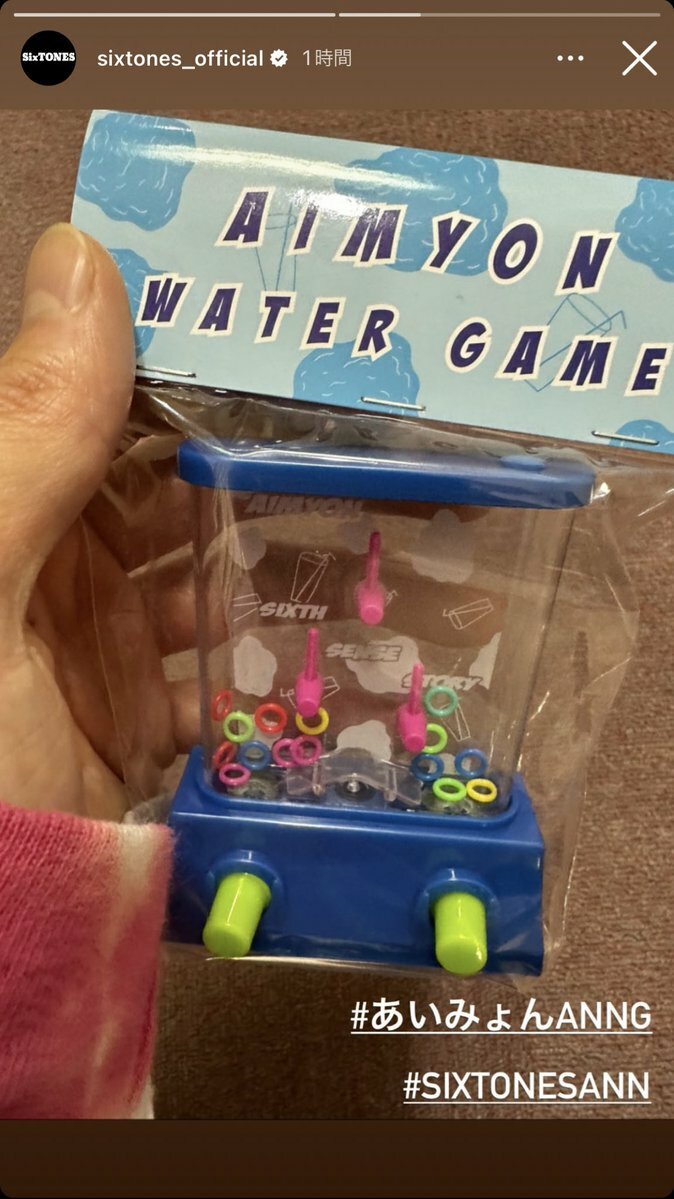 SixTONES
sixtones_official
1時間
AIMYON
WATER GAME
AIMYON
SIXTH
SENSE
STORY
#あいみょんANNG
#SIXTONESANN